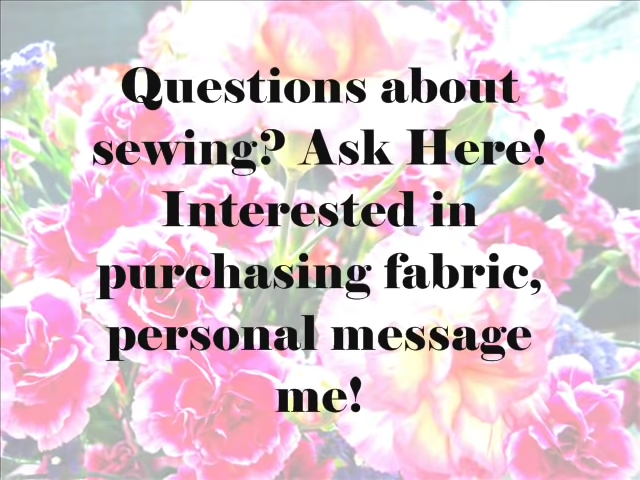 Questions about
sewing? Ask Here!
Interested in
purchasing fabric,
personal message
me!